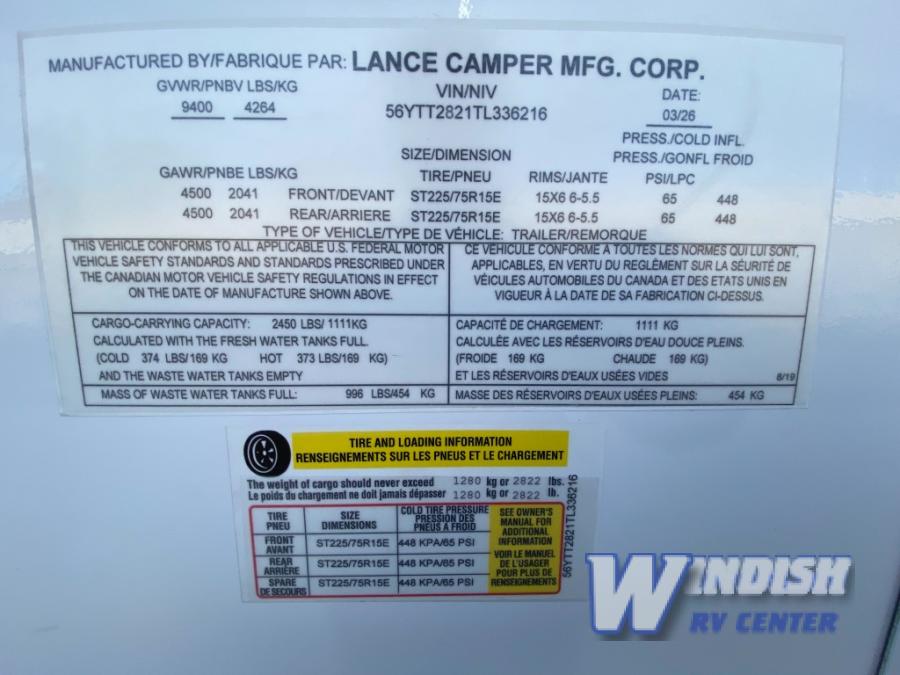 MANUFACTURED BY/FABRIQUE PAR: LANCE CAMPER MFG. CORP.
GVWR/PNBV LBS/KG VIN/NIV DATE:
9400 4264 56YTT2821TL336216 03/26
PRESS./COLD INFL.
SIZE/DIMENSION PRESS./GONFL FROID
GAWR/PNBE LBS/KG TIRE/PNEU RIMS/JANTE PSI/LPC
4500 2041 FRONT/DEVANT ST225/75R15E 15X6 6-5.5 65 448
4500 2041 REAR/ARRIERE ST225/75R15E 15X6 6-5.5 65 448
TYPE OF VEHICLE/TYPE DE VÉHICLE: TRAILER/REMORQUE
THIS VEHICLE CONFORMS TO ALL APPLICABLE U.S. FEDERAL MOTOR
VEHICLE SAFETY STANDARDS AND STANDARDS PRESCRIBED UNDER
THE CANADIAN MOTOR VEHICLE SAFETY REGULATIONS IN EFFECT
ON THE DATE OF MANUFACTURE SHOWN ABOVE.
CE VÉHICULE CONFORME A TOUTES LES NORMES QUI LUI SONT,
APPLICABLES, EN VERTU DU REGLÉMENT SUR LA SÉURITÉ DE
VÉICULES AUTOMOBILES DU CANADA ET DES ETATS UNIS EN
VIGUEUR À LA DATE DE SA FABRICATION CI-DESSUS.
CARGO-CARRYING CAPACITY: 2450 LBS/ 1111KG
CALCULATED WITH THE FRESH WATER TANKS FULL:
(COLD 374 LBS/169 KG HOT 373 LBS/169 KG)
AND THE WASTE WATER TANKS EMPTY
CAPACITÉ DE CHARGEMENT: 1111 KG
CALCULÉE AVEC LES RÉSERVOIRS D'EAU DOUCE PLEINS.
(FROIDE 169 KG CHAUDE 169 KG)
ET LES RÉSERVOIRS D'EAUX USÉES VIDES 8/19
MASS OF WASTE WATER TANKS FULL: 996 LBS/454 KG
MASSE DES RÉSERVOIRS D'EAUX USÉES PLEINS: 454 KG
TIRE AND LOADING INFORMATION
RENSEIGNEMENTS SUR LES PNEUS ET LE CHARGEMENT
The weight of cargo should never exceed 1280 kg or 2822 lbs.
Le poids du chargement ne doit jamais dépasser 1280 kg or 2822 lb.
TIRE
PNEU
SIZE
DIMENSIONS
COLD TIRE PRESSURE
PRESSION DES
PNEUS A FROID
SEE OWNER'S
MANUAL FOR
ADDITIONAL
INFORMATION
VOIR LE MANUEL
DE L'USAGER
POUR PLUS DE
RENSEIGNEMENTS
FRONT
AVANT
ST225/75R15E 448 KPA/65 PSI
REAR
ARRIÈRE
ST225/75R15E 448 KPA/65 PSI
SPARE
DE SECOURS
ST225/75R15E 448 KPA/65 PSI
56YTT2821TL336216
WINDISH
RV CENTER